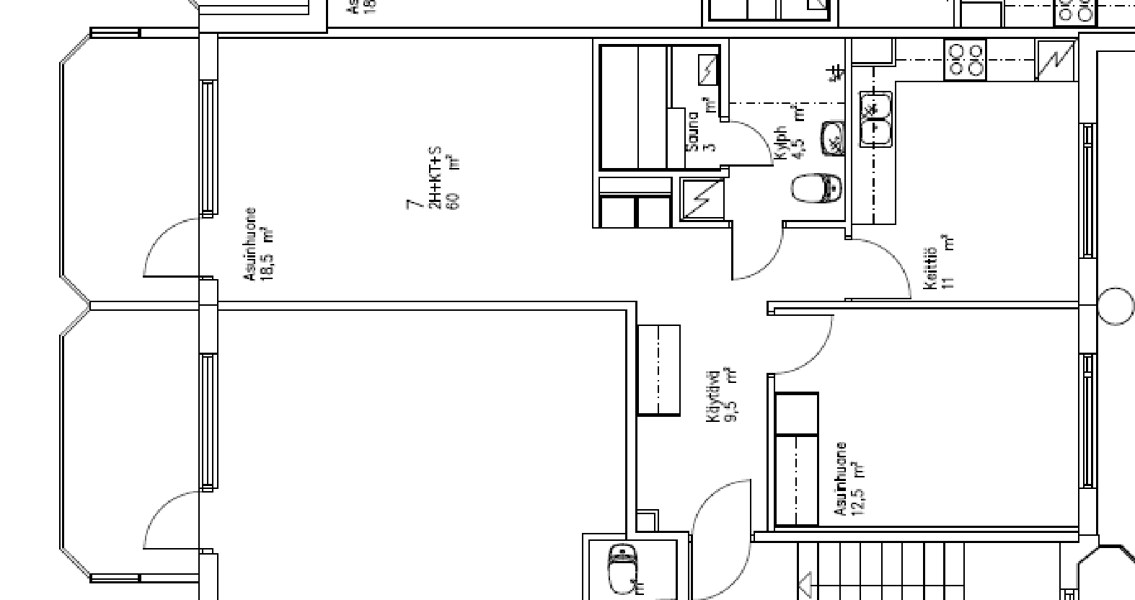 As
18
7
2H+KT+S
60 m²
Asuinhuone
18,5 m²
Sauna
3 m²
Kylph
4,5 m²
Keittiö
11 m²
Käytävä
9,5 m²
Asuinhuone
12,5 m²
m²